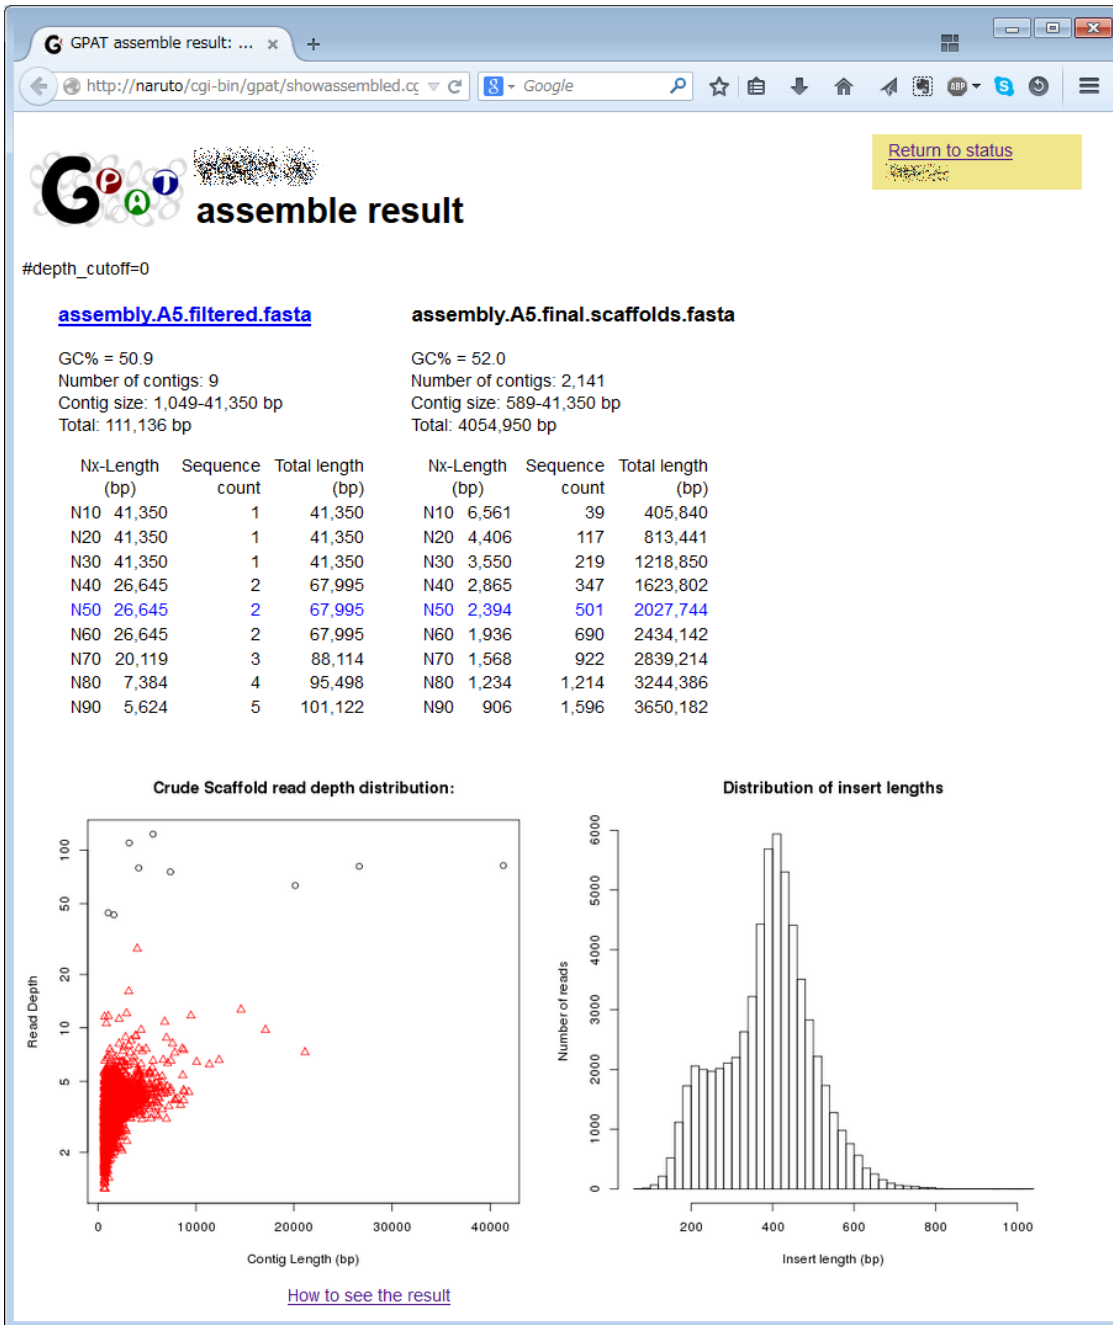 GPAT assemble result: ...
http://naruto/cgi-bin/gpat/showassembled.cg
Google
GPAT
Return to status
assemble result
#depth_cutoff=0
assembly.A5.filtered.fasta
GC% = 50.9
Number of contigs: 9
Contig size: 1,049-41,350 bp
Total: 111,136 bp
Nx-Length Sequence Total length
(bp) count (bp)
N10 41,350 1 41,350
N20 41,350 1 41,350
N30 41,350 1 41,350
N40 26,645 2 67,995
N50 26,645 2 67,995
N60 26,645 2 67,995
N70 20,119 3 88,114
N80 7,384 4 95,498
N90 5,624 5 101,122
assembly.A5.final.scaffolds.fasta
GC% = 52.0
Number of contigs: 2,141
Contig size: 589-41,350 bp
Total: 4054,950 bp
Nx-Length Sequence Total length
(bp) count (bp)
N10 6,561 39 405,840
N20 4,406 117 813,441
N30 3,550 219 1218,850
N40 2,865 347 1623,802
N50 2,394 501 2027,744
N60 1,936 690 2434,142
N70 1,568 922 2839,214
N80 1,234 1,214 3244,386
N90 906 1,596 3650,182
Crude Scaffold read depth distribution:
Read Depth
100
50
20
10
5
2
0 10000 20000 30000 40000
Contig Length (bp)
Distribution of insert lengths
Number of reads
6000
5000
4000
3000
2000
1000
0
200 400 600 800 1000
Insert length (bp)
How to see the result